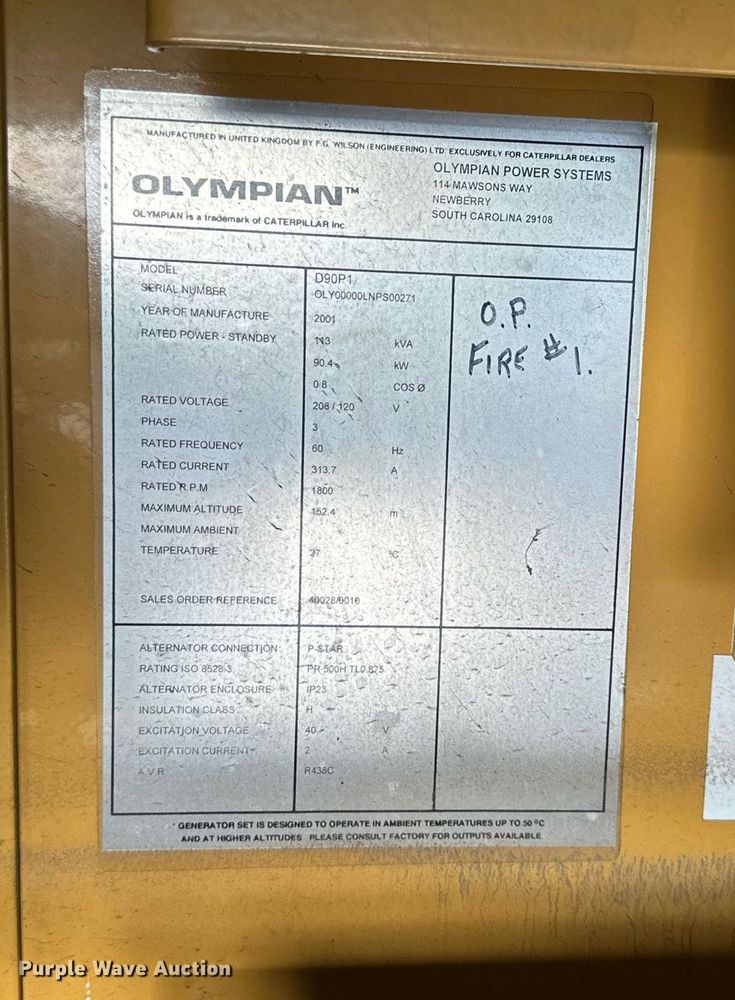 MANUFACTURED IN UNITED KINGDOM BY F.G. WILSON (ENGINEERING) LTD. EXCLUSIVELY FOR CATERPILLAR DEALERS
OLYMPIAN™
OLYMPIAN is a trademark of CATERPILLAR Inc.
OLYMPIAN POWER SYSTEMS
114 MAWSONS WAY
NEWBERRY
SOUTH CAROLINA 29108
MODEL D90P1
SERIAL NUMBER OLY00000LNPS00271
YEAR OF MANUFACTURE 2001
RATED POWER - STANDBY 113 kVA
90.4 kW
0.8 COS Ø
RATED VOLTAGE 208 / 120 V
PHASE 3
RATED FREQUENCY 60 Hz
RATED CURRENT 313.7 A
RATED R.P.M 1800
MAXIMUM ALTITUDE 152.4 m
MAXIMUM AMBIENT
TEMPERATURE 27 °C
SALES ORDER REFERENCE 40028/0010
O.P.
FIRE #1.
ALTERNATOR CONNECTION P-STAR
RATING ISO 8528-3 PR 500H TL0.875
ALTERNATOR ENCLOSURE IP23
INSULATION CLASS H
EXCITATION VOLTAGE 40 V
EXCITATION CURRENT 2 A
A V R R438C
* GENERATOR SET IS DESIGNED TO OPERATE IN AMBIENT TEMPERATURES UP TO 50 °C
AND AT HIGHER ALTITUDES. PLEASE CONSULT FACTORY FOR OUTPUTS AVAILABLE.
Purple Wave Auction